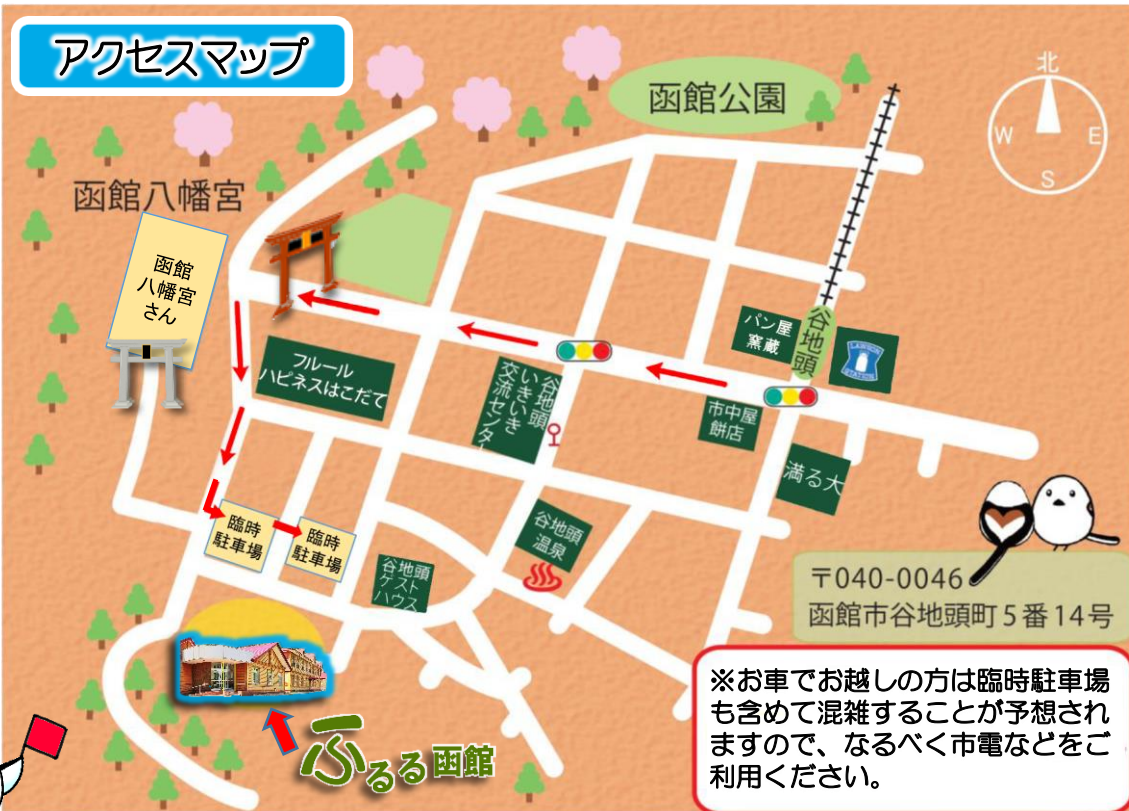 アクセスマップ
函館公園
北
W
E
S
函館八幡宮
函館
八幡宮
さん
パン屋
窯蔵
谷地頭
LAWSON
STATION
フルール
ハピネスはこだて
谷地頭
いきいき
交流センター
市中屋
餅店
満る大
臨時
駐車場
臨時
駐車場
谷地頭
温泉
谷地頭
ゲスト
ハウス
〒040-0046
函館市谷地頭町5番14号
ふるる函館
※お車でお越しの方は臨時駐車場
も含めて混雑することが予想され
ますので、なるべく市電などをご
利用ください。